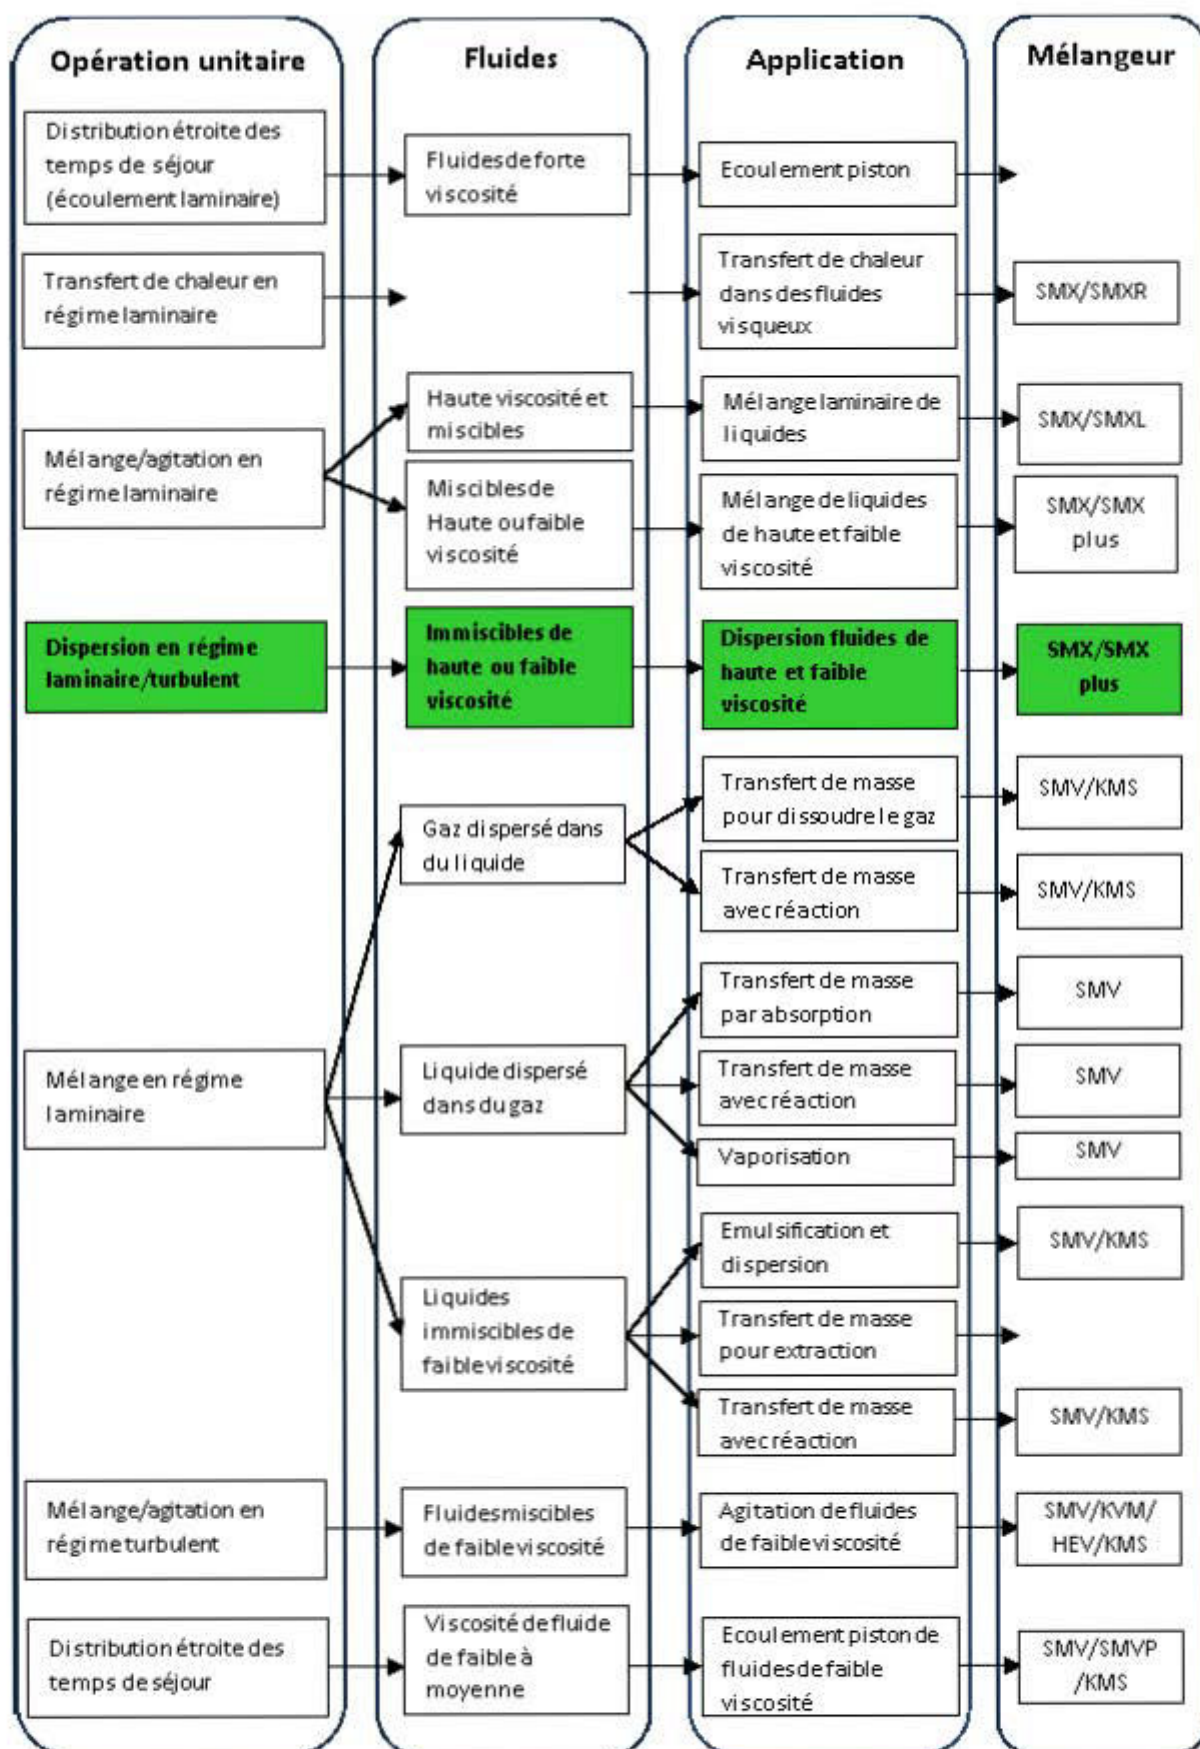 Opération unitaire
Fluides
Application
Mélangeur
Distribution étroite des
temps de séjour
(écoulement laminaire)
Fluides de forte
viscosité
Ecoulement piston
Transfert de chaleur en
régime laminaire
Transfert de chaleur
dans des fluides
visqueux
SMX/SMXR
Mélange/agitation en
régime laminaire
Haute viscosité et
miscibles
Mélange laminaire de
liquides
SMX/SMXL
Miscibles de
Haute ou faible
viscosité
Mélange de liquides
de haute et faible
viscosité
SMX/SMX
plus
Dispersion en régime
laminaire/turbulent
Immiscibles de
haute ou faible
viscosité
Dispersion fluides de
haute et faible
viscosité
SMX/SMX
plus
Mélange en régime
laminaire
Gaz dispersé dans
du liquide
Transfert de masse
pour dissoudre le gaz
SMV/KMS
Transfert de masse
avec réaction
SMV/KMS
Liquide dispersé
dans du gaz
Transfert de masse
par absorption
SMV
Transfert de masse
avec réaction
SMV
Vaporisation
SMV
Liquides
immiscibles de
faible viscosité
Emulsification et
dispersion
SMV/KMS
Transfert de masse
pour extraction
Transfert de masse
avec réaction
SMV/KMS
Mélange/agitation en
régime turbulent
Fluides miscibles
de faible viscosité
Agitation de fluides
de faible viscosité
SMV/KVM/
HEV/KMS
Distribution étroite des
temps de séjour
Viscosité de fluide
de faible à
moyenne
Ecoulement piston de
fluides de faible
viscosité
SMV/SMVP
/KMS